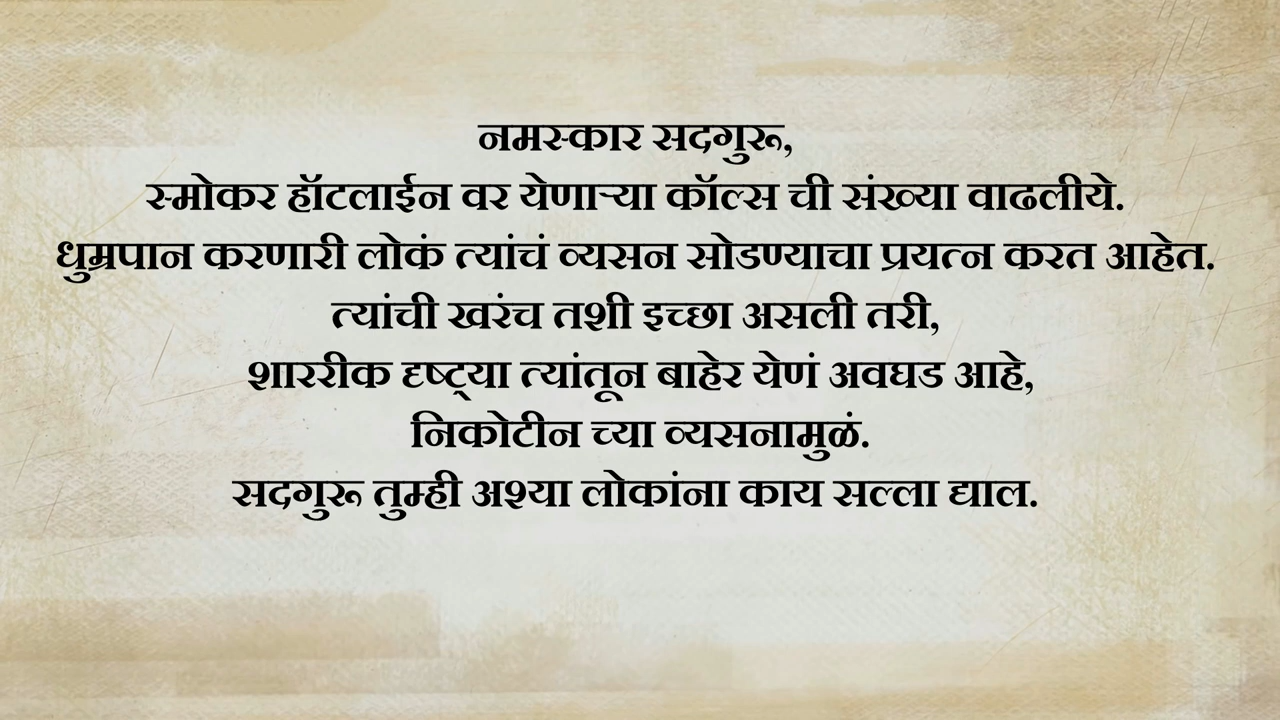 नमस्कार सदगुरू,
स्मोकर हॉटलाईन वर येणाऱ्या कॉल्स ची संख्या वाढलीये.
धुम्रपान करणारी लोकं त्यांचं व्यसन सोडण्याचा प्रयत्न करत आहेत.
त्यांची खरंच तशी इच्छा असली तरी,
शाररीक दृष्ट्या त्यांतून बाहेर येणं अवघड आहे,
निकोटीन च्या व्यसनामुळं.
सदगुरू तुम्ही अश्या लोकांना काय सल्ला द्याल.